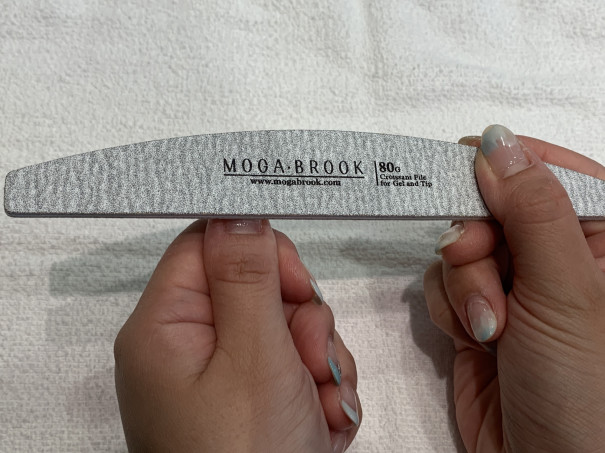 MOGA·BROOK
www.mogabrook.com
80G
Croissant File
for Gel and Tip